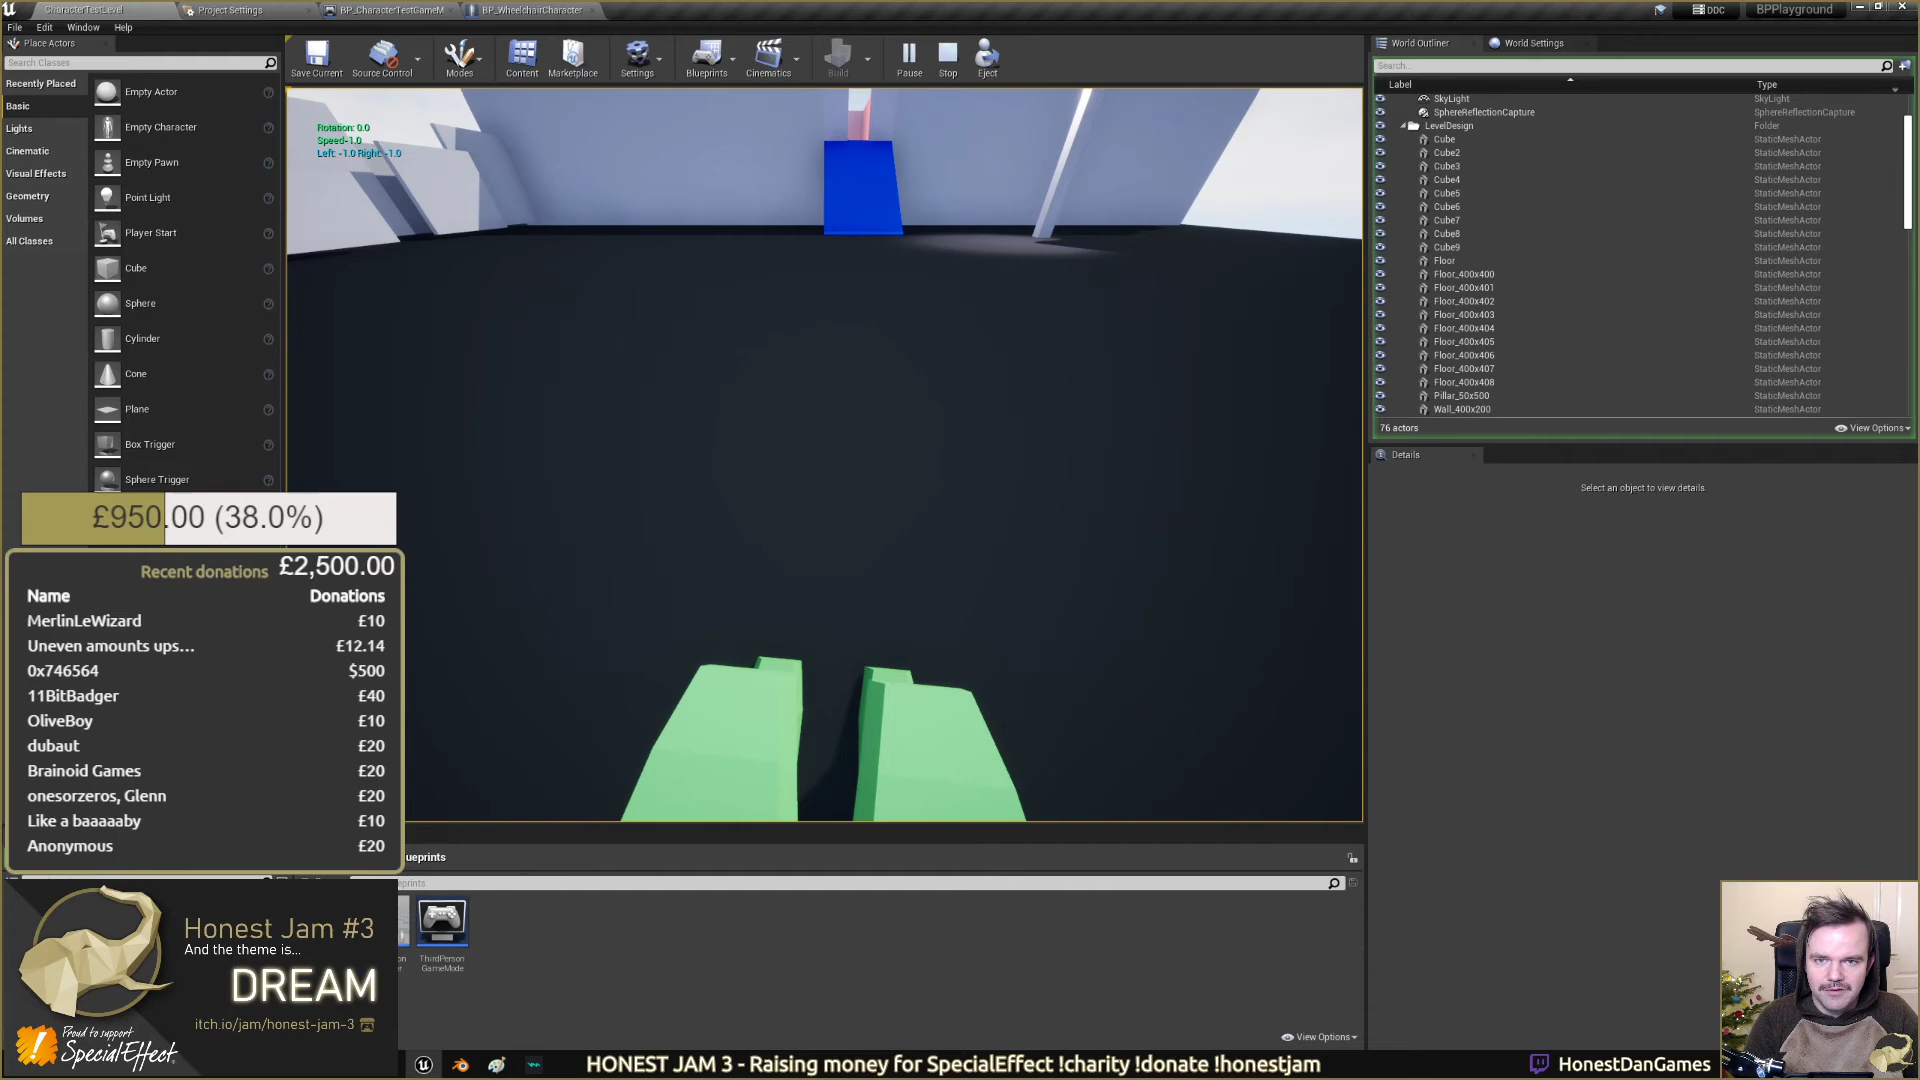 CharacterTestLevel
Project Settings
BP_CharacterTestGameM
BP_WheelchairCharacter
DDC
BPPlayground
File Edit Window Help
Place Actors
Search Classes
Recently Placed
Basic
Lights
Cinematic
Visual Effects
Geometry
Volumes
All Classes
Empty Actor
Empty Character
Empty Pawn
Point Light
Player Start
Cube
Sphere
Cylinder
Cone
Plane
Box Trigger
Sphere Trigger
Save Current
Source Control
Modes
Content
Marketplace
Settings
Blueprints
Cinematics
Build
Pause
Stop
Eject
Rotation: 0.0
Speed-1.0
Left: -1.0 Right: -1.0
World Outliner
World Settings
Search...
Label Type
SkyLight SkyLight
SphereReflectionCapture SphereReflectionCapture
LevelDesign Folder
Cube StaticMeshActor
Cube2 StaticMeshActor
Cube3 StaticMeshActor
Cube4 StaticMeshActor
Cube5 StaticMeshActor
Cube6 StaticMeshActor
Cube7 StaticMeshActor
Cube8 StaticMeshActor
Cube9 StaticMeshActor
Floor StaticMeshActor
Floor_400x400 StaticMeshActor
Floor_400x401 StaticMeshActor
Floor_400x402 StaticMeshActor
Floor_400x403 StaticMeshActor
Floor_400x404 StaticMeshActor
Floor_400x405 StaticMeshActor
Floor_400x406 StaticMeshActor
Floor_400x407 StaticMeshActor
Floor_400x408 StaticMeshActor
Pillar_50x500 StaticMeshActor
Wall_400x200 StaticMeshActor
76 actors
View Options
Details
Select an object to view details.
£950.00 (38.0%)
Recent donations £2,500.00
Name Donations
MerlinLeWizard £10
Uneven amounts ups... £12.14
0x746564 $500
11BitBadger £40
OliveBoy £10
dubaut £20
Brainoid Games £20
onesorzeros, Glenn £20
Like a baaaaaby £10
Anonymous £20
ueprints
eprints
ThirdPerson
GameMode
View Options
Honest Jam #3
And the theme is...
DREAM
itch.io/jam/honest-jam-3
Proud to support
SpecialEffect
HONEST JAM 3 - Raising money for SpecialEffect !charity !donate !honestjam
HonestDanGames